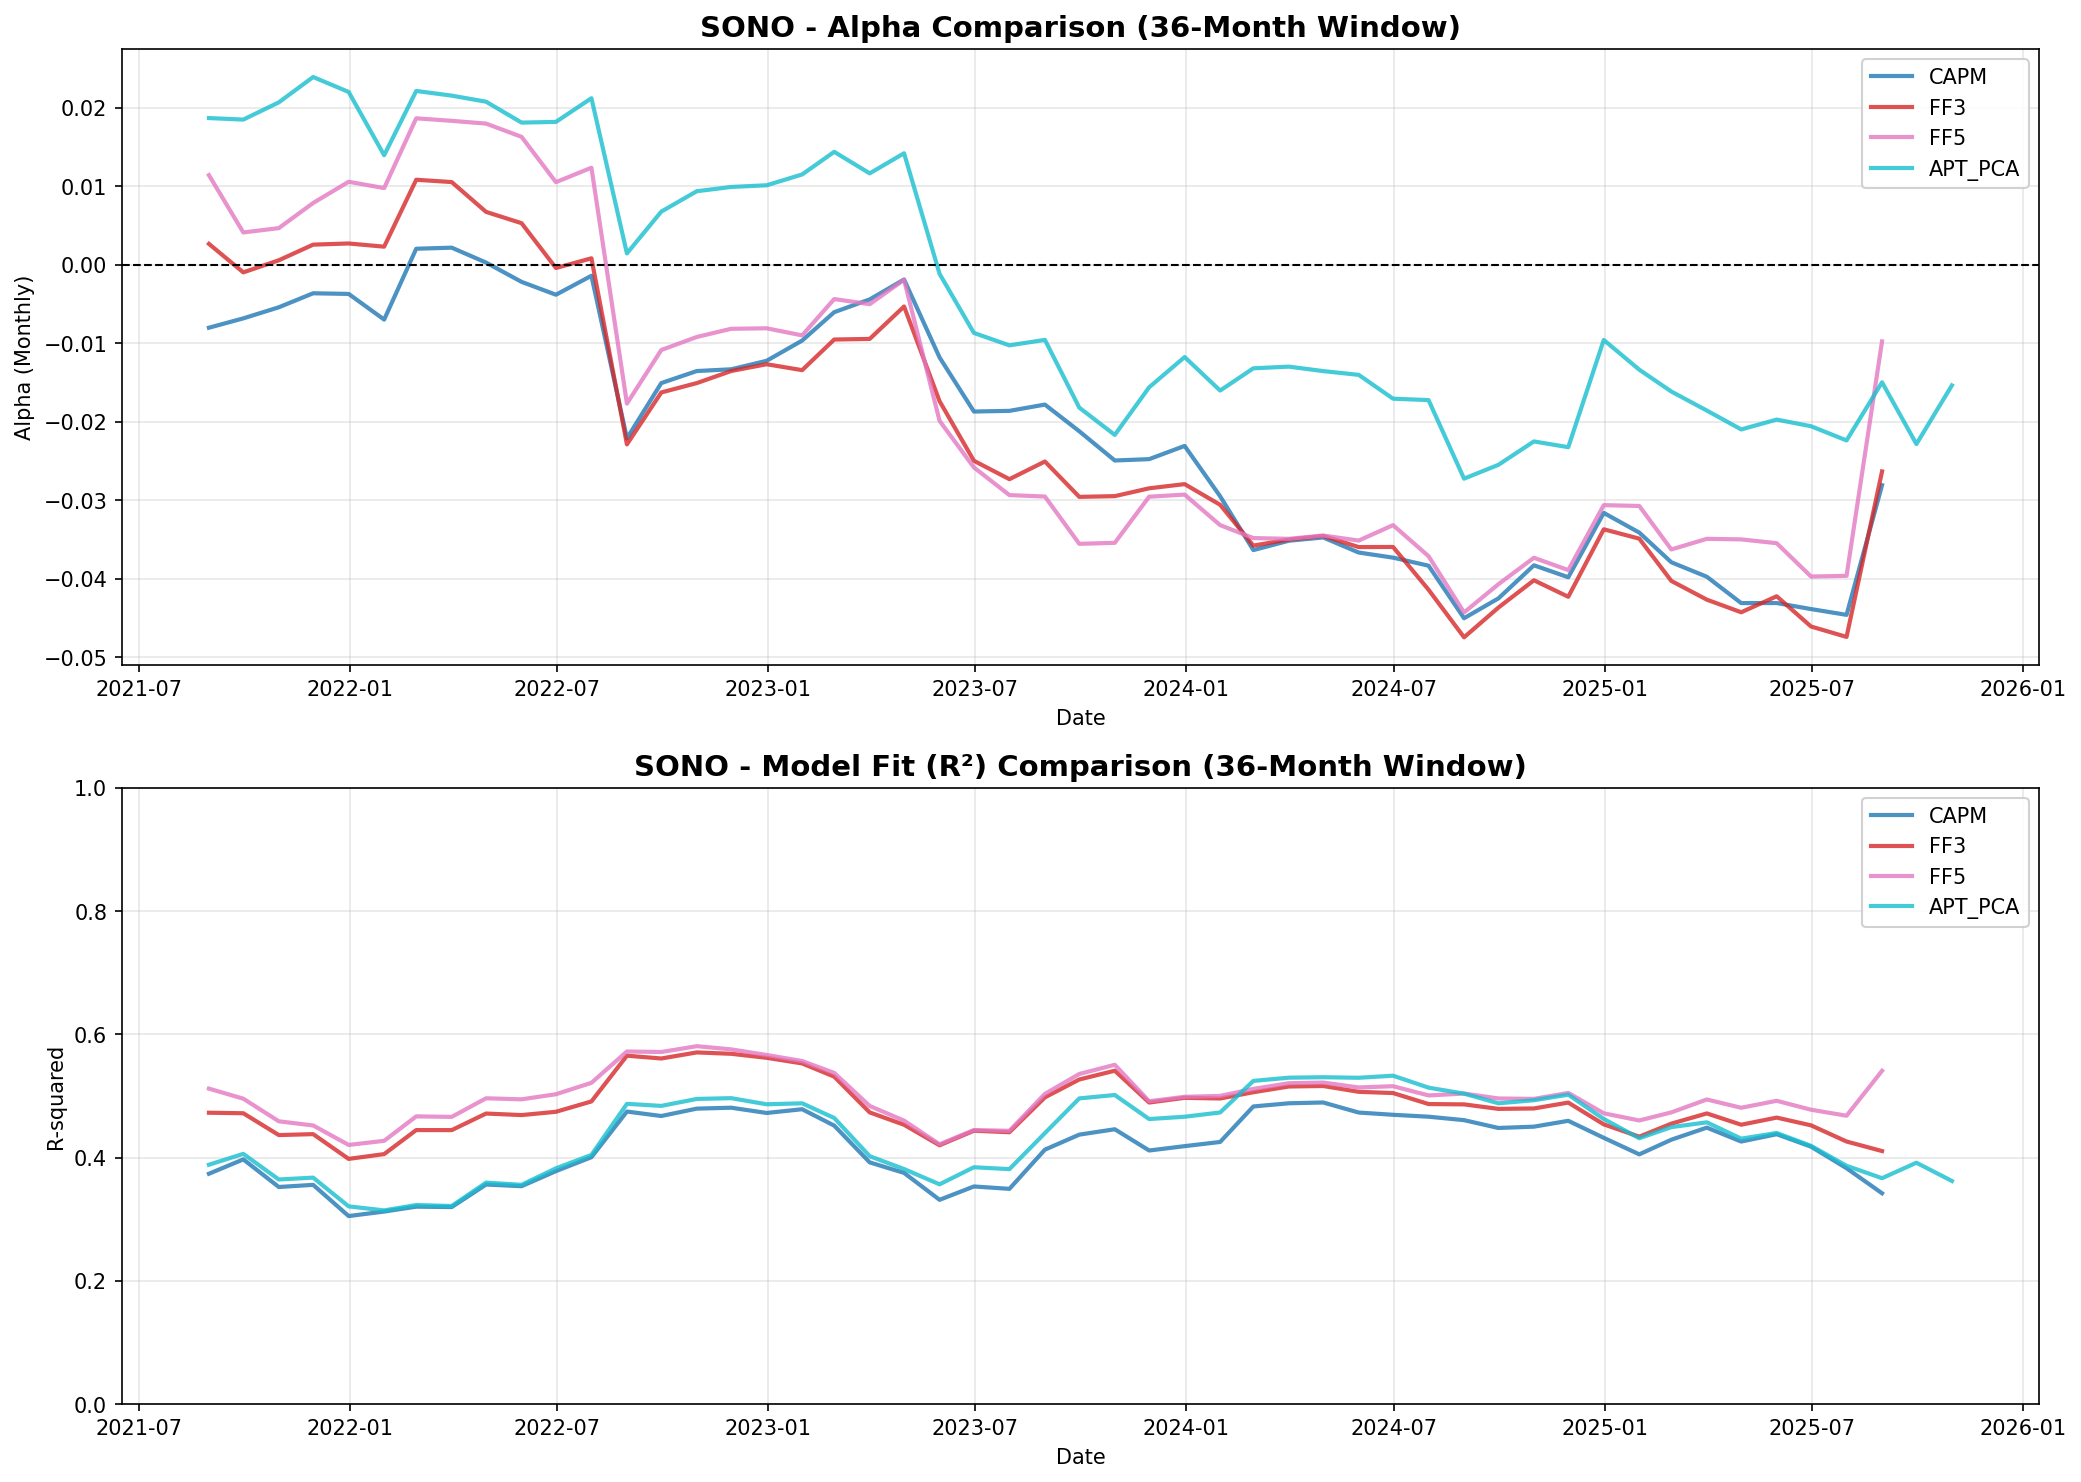 SONO - Alpha Comparison (36-Month Window)
CAPM
FF3
FF5
APT_PCA
Alpha (Monthly)
0.02
0.01
0.00
−0.01
−0.02
−0.03
−0.04
−0.05
2021-07 2022-01 2022-07 2023-01 2023-07 2024-01 2024-07 2025-01 2025-07 2026-01
Date
SONO - Model Fit (R²) Comparison (36-Month Window)
CAPM
FF3
FF5
APT_PCA
R-squared
1.0
0.8
0.6
0.4
0.2
0.0
2021-07 2022-01 2022-07 2023-01 2023-07 2024-01 2024-07 2025-01 2025-07 2026-01
Date